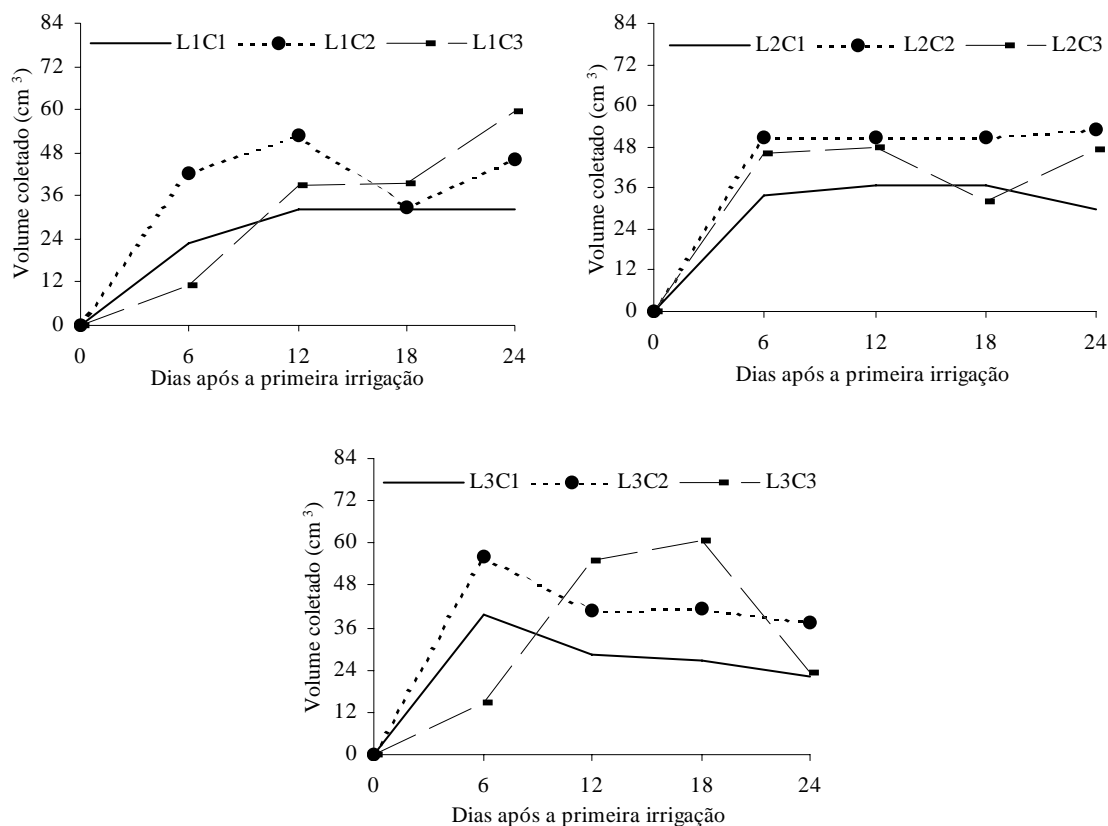 84
L1C1 L1C2 L1C3
72
60
48
36
24
12
0
Volume coletado (cm³)
0 6 12 18 24
Dias após a primeira irrigação
84
L2C1 L2C2 L2C3
72
60
48
36
24
12
0
Volume coletado (cm³)
0 6 12 18 24
Dias após a primeira irrigação
84
L3C1 L3C2 L3C3
72
60
48
36
24
12
0
Volume coletado (cm³)
0 6 12 18 24
Dias após a primeira irrigação